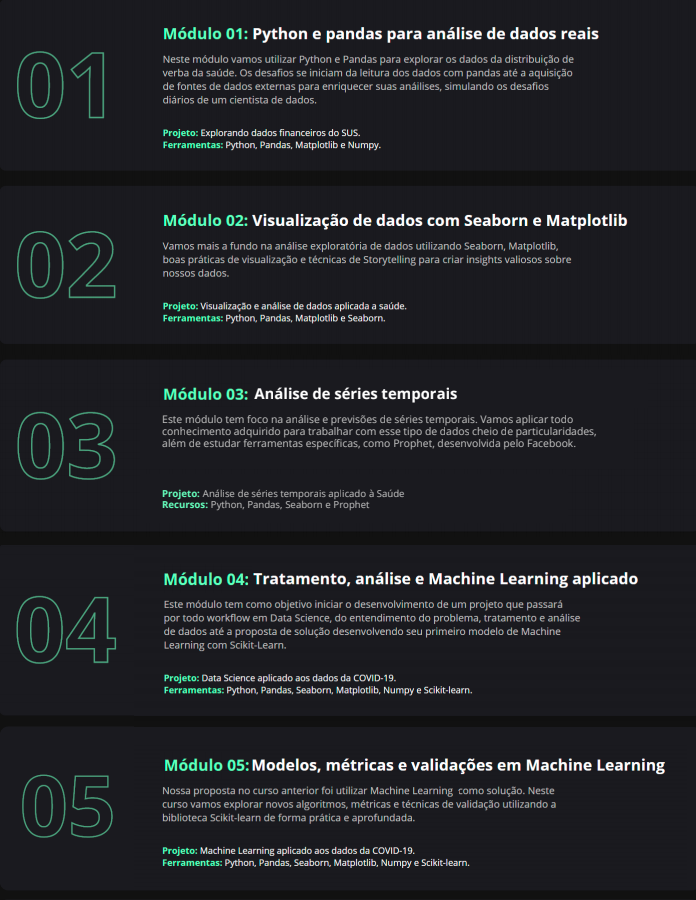 01
Módulo 01: Python e pandas para análise de dados reais
Neste módulo vamos utilizar Python e Pandas para explorar os dados da distribuição de
verba da saúde. Os desafios se iniciam da leitura dos dados com pandas até a aquisição
de fontes de dados externas para enriquecer suas análises, simulando os desafios
diários de um cientista de dados.
Projeto: Explorando dados financeiros do SUS.
Ferramentas: Python, Pandas, Matplotlib e Numpy.
02
Módulo 02: Visualização de dados com Seaborn e Matplotlib
Vamos mais a fundo na análise exploratória de dados utilizando Seaborn, Matplotlib,
boas práticas de visualização e técnicas de Storytelling para criar insights valiosos sobre
nossos dados.
Projeto: Visualização e análise de dados aplicada a saúde.
Ferramentas: Python, Pandas, Matplotlib e Seaborn.
03
Módulo 03: Análise de séries temporais
Este módulo tem foco na análise e previsões de séries temporais. Vamos aplicar todo
conhecimento adquirido para trabalhar com esse tipo de dados cheio de particularidades,
além de estudar ferramentas específicas, como Prophet, desenvolvida pelo Facebook.
Projeto: Análise de séries temporais aplicado à Saúde
Recursos: Python, Pandas, Seaborn e Prophet
04
Módulo 04: Tratamento, análise e Machine Learning aplicado
Este módulo tem como objetivo iniciar o desenvolvimento de um projeto que passará
por todo workflow em Data Science, do entendimento do problema, tratamento e análise
de dados até a proposta de solução desenvolvendo seu primeiro modelo de Machine
Learning com Scikit-Learn.
Projeto: Data Science aplicado aos dados da COVID-19.
Ferramentas: Python, Pandas, Seaborn, Matplotlib, Numpy e Scikit-learn.
05
Módulo 05: Modelos, métricas e validações em Machine Learning
Nossa proposta no curso anterior foi utilizar Machine Learning como solução. Neste
curso vamos explorar novos algoritmos, métricas e técnicas de validação utilizando a
biblioteca Scikit-learn de forma prática e aprofundada.
Projeto: Machine Learning aplicado aos dados da COVID-19.
Ferramentas: Python, Pandas, Seaborn, Matplotlib, Numpy e Scikit-learn.